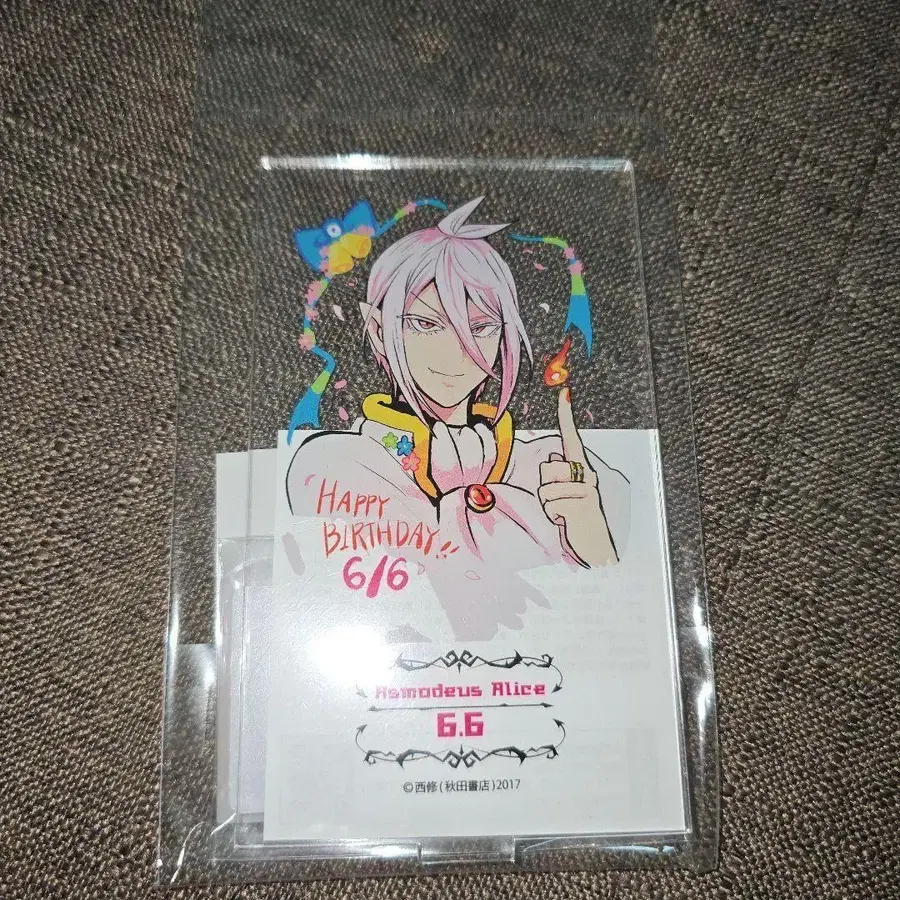 HAPPY
BIRTHDAY!!
6/6
Asmodeus Alice
6.6
©西修(秋田書店)2017